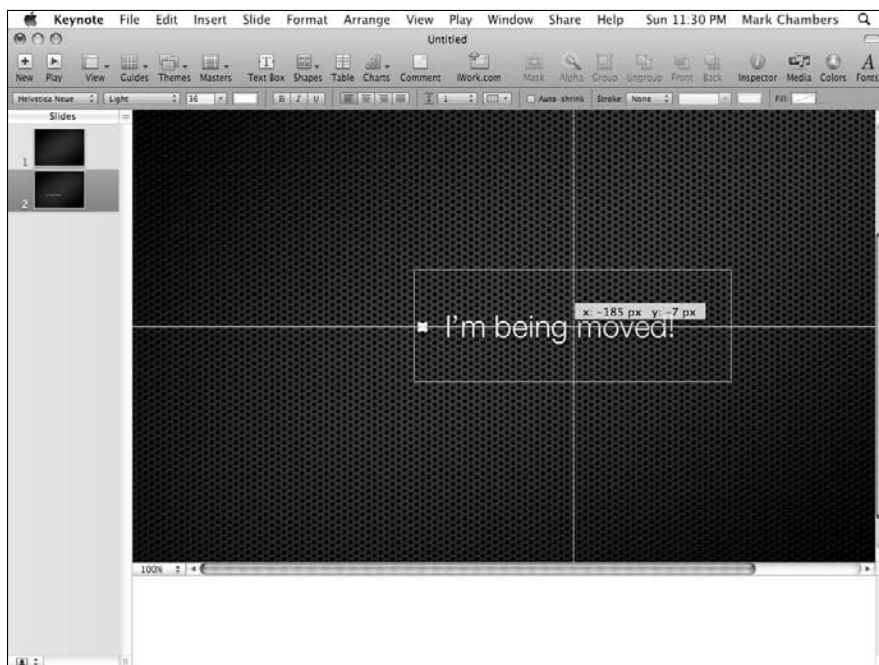 Keynote File Edit Insert Slide Format Arrange View Play Window Share Help Sun 11:30 PM Mark Chambers
Untitled
New Play View Guides Themes Masters Text Box Shapes Table Charts Comment iWork.com Mask Alpha Group Ungroup Front Back Inspector Media Colors Fonts
Helvetica Neue Light 36 B I U 1 Auto-shrink Stroke: None Fill:
Slides
1
2
x: -185 px y: -7 px
I'm being moved!
100%